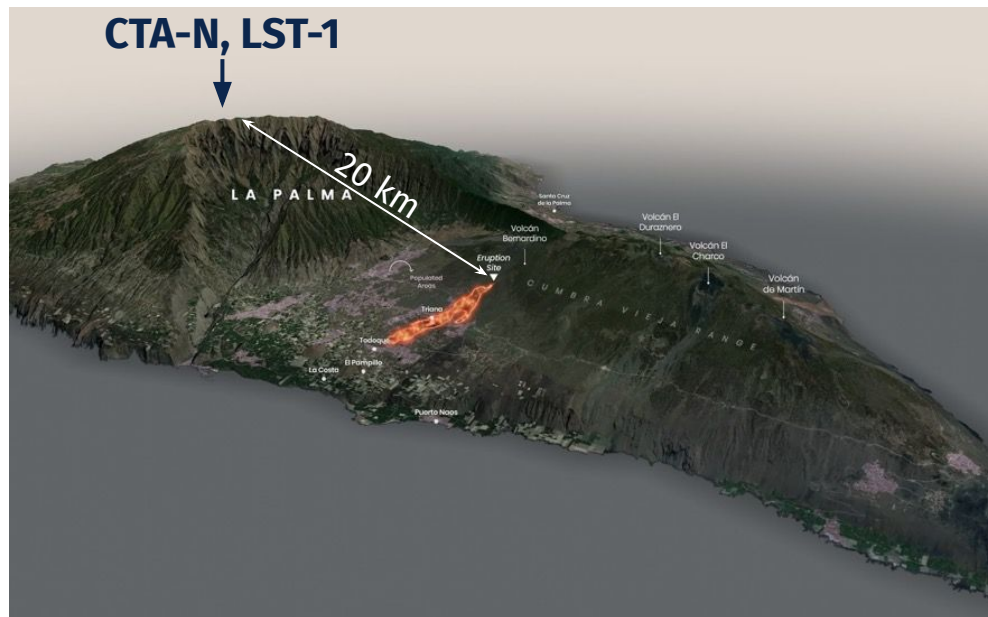 CTA-N, LST-1
20 km
LA PALMA
Santa Cruz
de la Palma
Volcán El
Duraznero
Volcán
Bernardino
Volcán El
Charco
Eruption
Site
Volcán
de Martín
Populated
Areas
CUMBRA VIEJA RANGE
Triana
Todoque
El Pampillo
La Costa
Puerto Naos